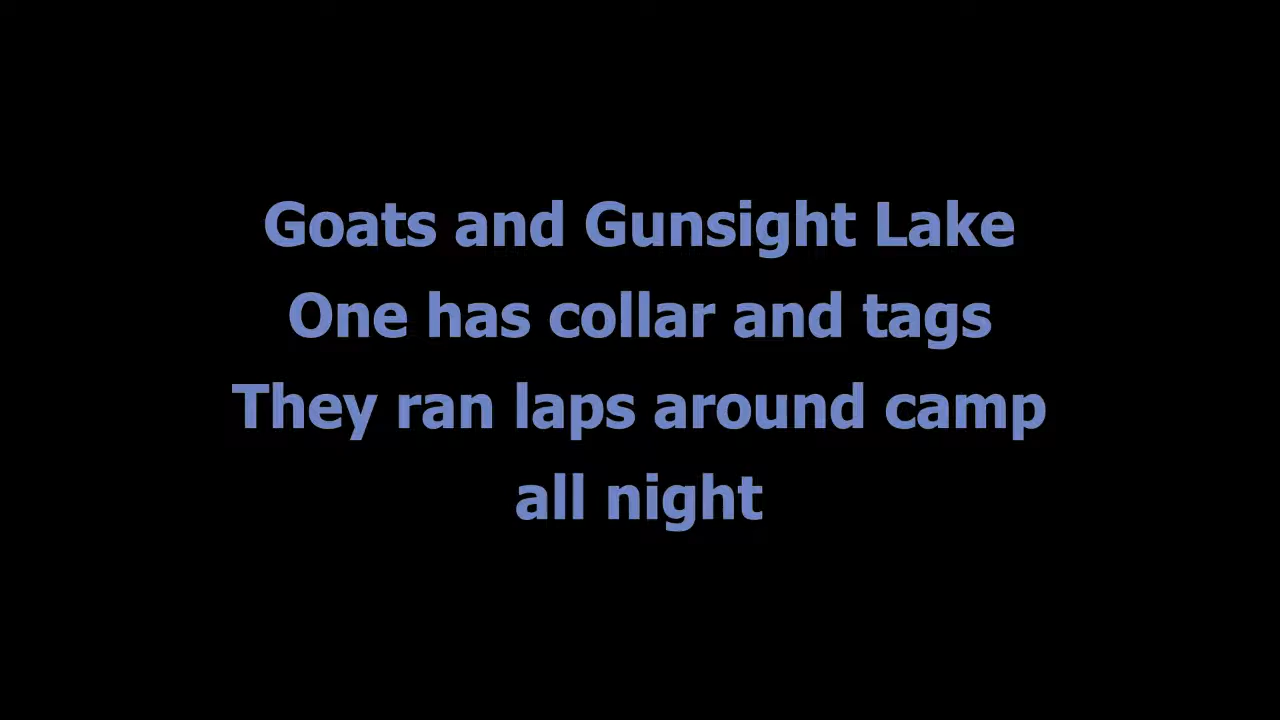 Goats and Gunsight Lake
One has collar and tags
They ran laps around camp
all night